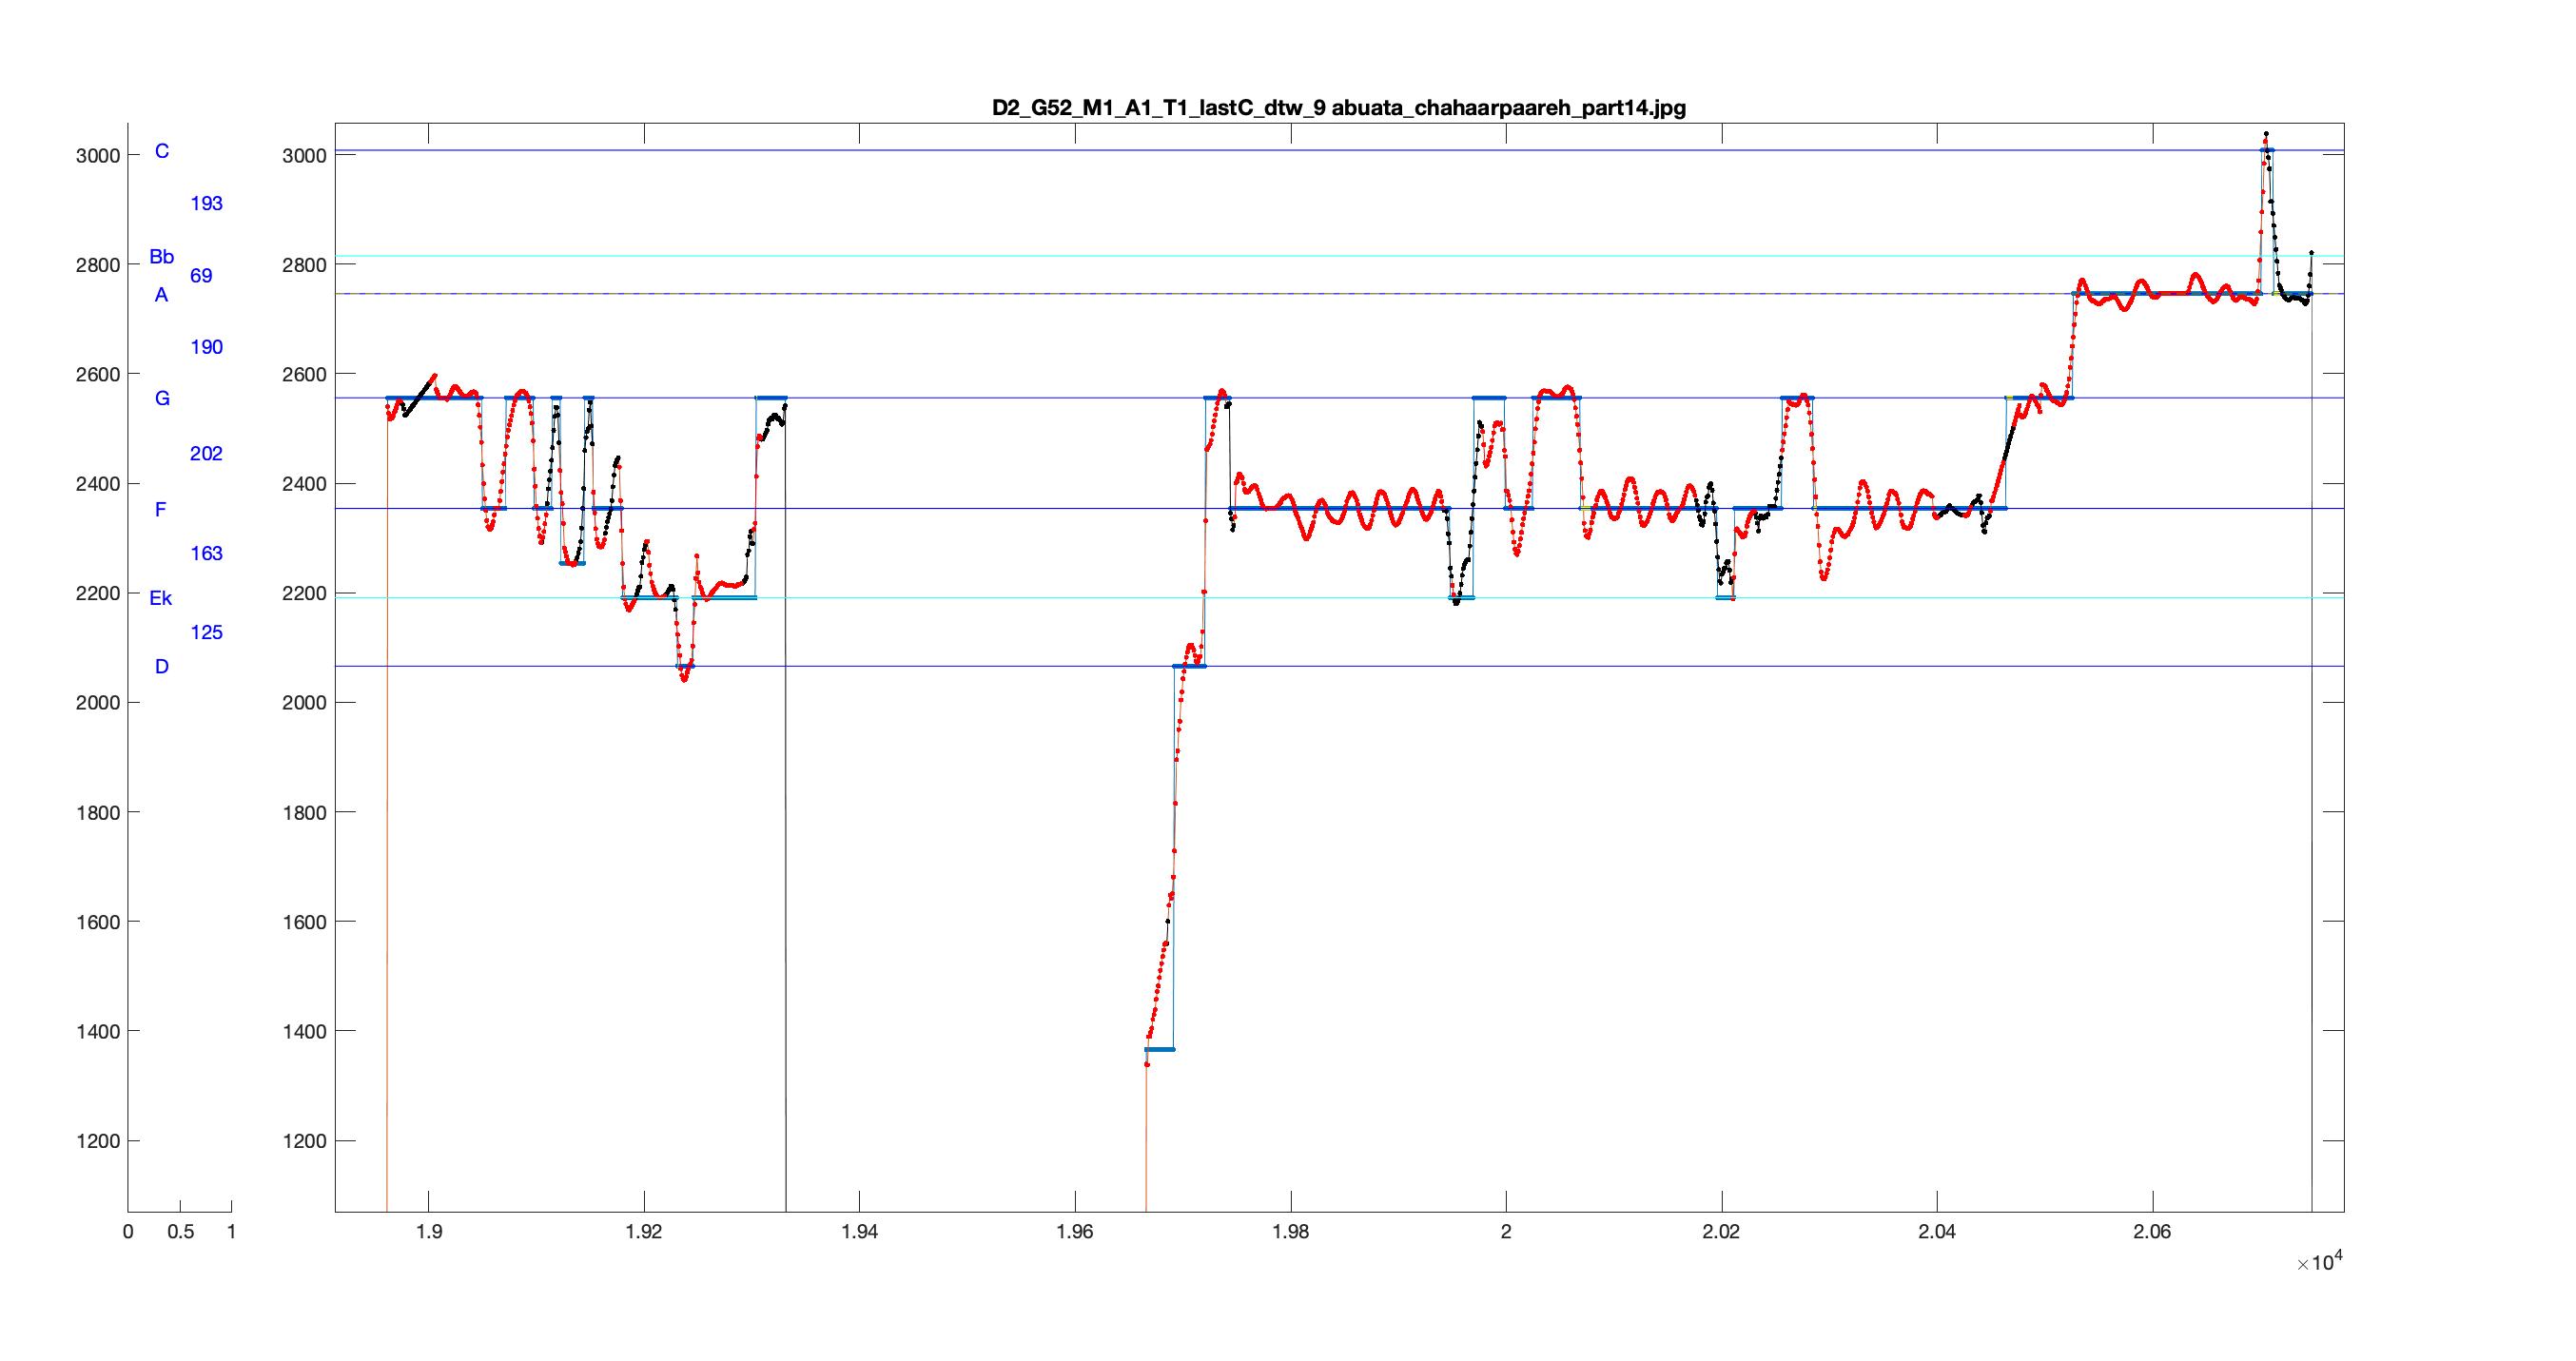 D2_G52_M1_A1_T1_lastC_dtw_9 abuata_chahaarpaareh_part14.jpg
3000 C 3000
193
2800 Bb 2800
69
A
190
2600 2600
G
202
2400 2400
F
163
2200 Ek 2200
125
D
2000 2000
1800 1800
1600 1600
1400 1400
1200 1200
0 0.5 1 1.9 1.92 1.94 1.96 1.98 2 2.02 2.04 2.06
×10⁴